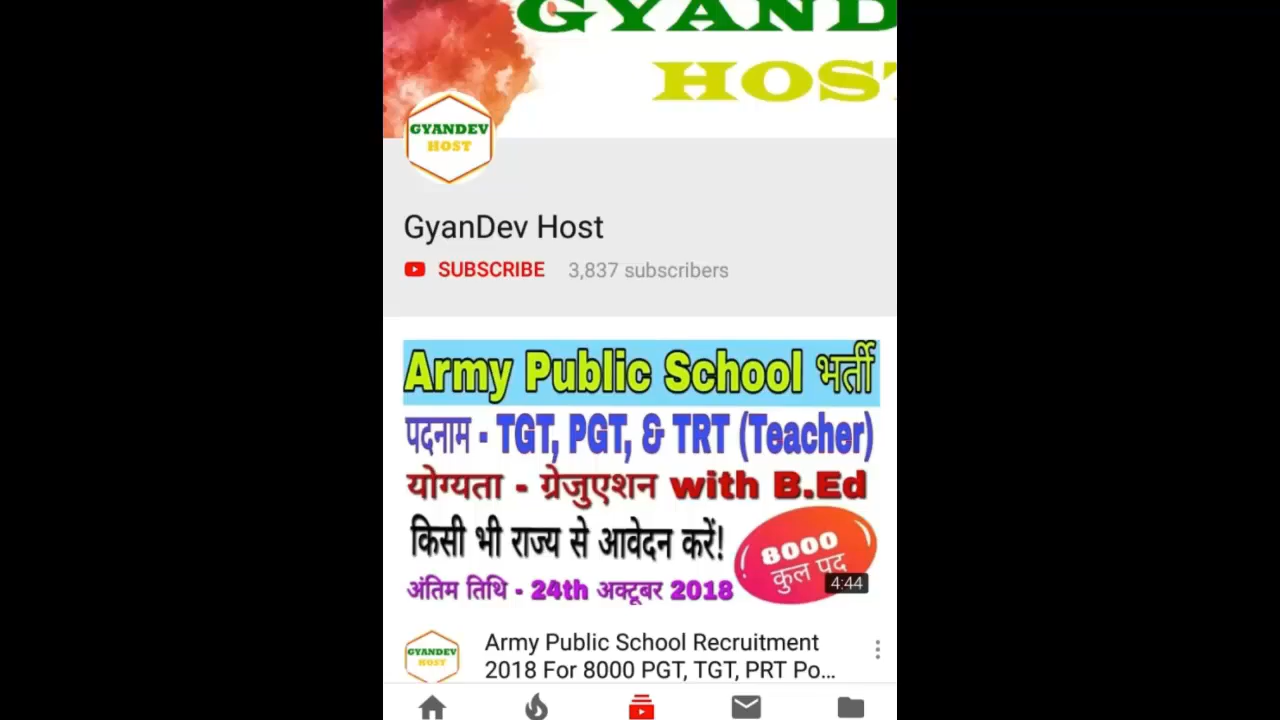 GYAND
HOST
GYANDEV
HOST
GyanDev Host
SUBSCRIBE 3,837 subscribers
Army Public School भर्ती
पदनाम - TGT, PGT, & TRT (Teacher)
योग्यता - ग्रेजुएशन with B.Ed
किसी भी राज्य से आवेदन करें!
8000
कुल पद
4:44
अंतिम तिथि - 24th अक्टूबर 2018
GYANDEV
HOST
Army Public School Recruitment
2018 For 8000 PGT, TGT, PRT Po...